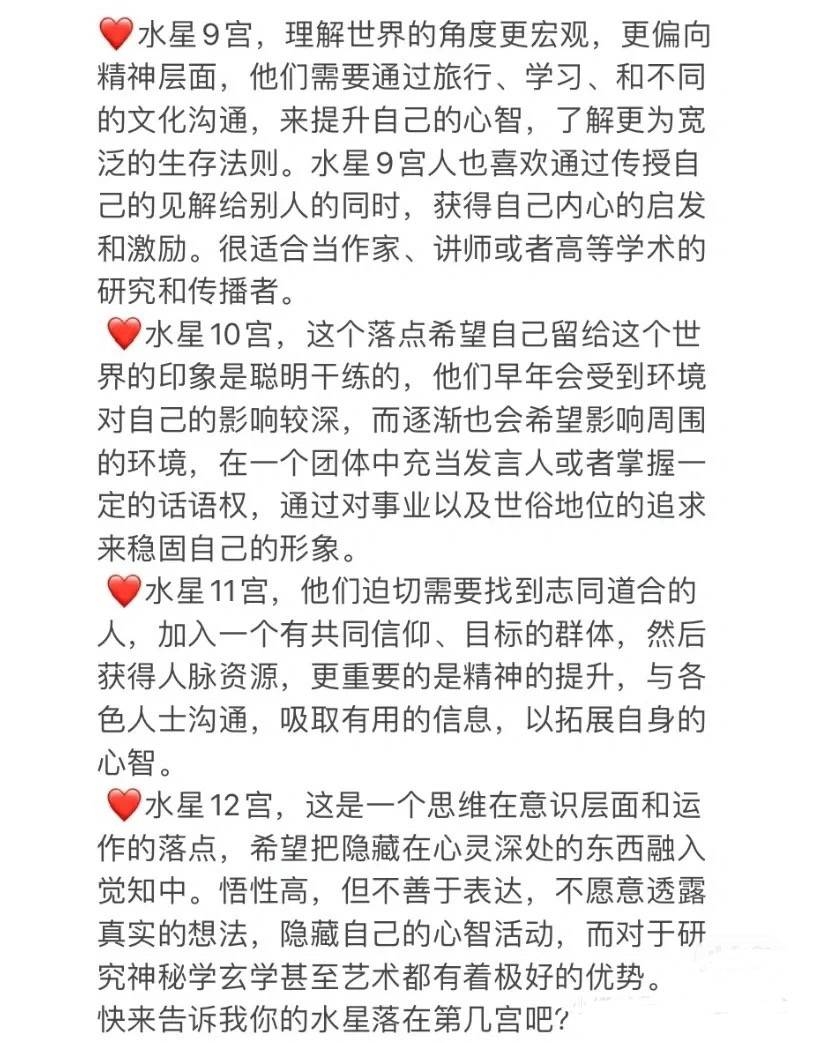 ❤️水星9宫，理解世界的角度更宏观，更偏向
精神层面，他们需要通过旅行、学习、和不同
的文化沟通，来提升自己的心智，了解更为宽
泛的生存法则。水星9宫人也喜欢通过传授自
己的见解给别人的同时，获得自己内心的启发
和激励。很适合当作家、讲师或者高等学术的
研究和传播者。
❤️水星10宫，这个落点希望自己留给这个世
界的印象是聪明干练的，他们早年会受到环境
对自己的影响较深，而逐渐也会希望影响周围
的环境，在一个团体中充当发言人或者掌握一
定的话语权，通过对事业以及世俗地位的追求
来稳固自己的形象。
❤️水星11宫，他们迫切需要找到志同道合的
人，加入一个有共同信仰、目标的群体，然后
获得人脉资源，更重要的是精神的提升，与各
色人士沟通，吸取有用的信息，以拓展自身的
心智。
❤️水星12宫，这是一个思维在意识层面和运
作的落点，希望把隐藏在心灵深处的东西融入
觉知中。悟性高，但不善于表达，不愿意透露
真实的想法，隐藏自己的心智活动，而对于研
究神秘学玄学甚至艺术都有着极好的优势。
快来告诉我你的水星落在第几宫吧？